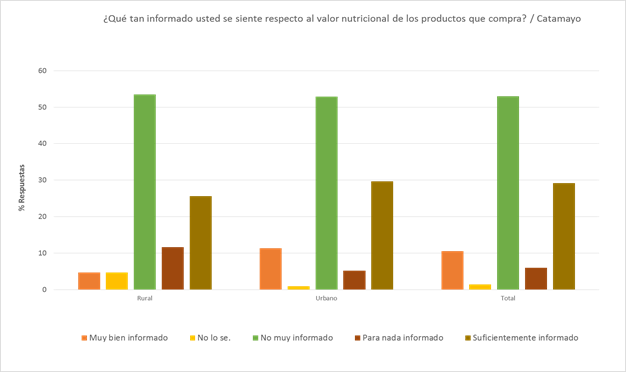 ¿Qué tan informado usted se siente respecto al valor nutricional de los productos que compra? / Catamayo
% Respuestas
60
50
40
30
20
10
0
Rural Urbano Total
Muy bien informado No lo se. No muy informado Para nada informado Suficientemente informado